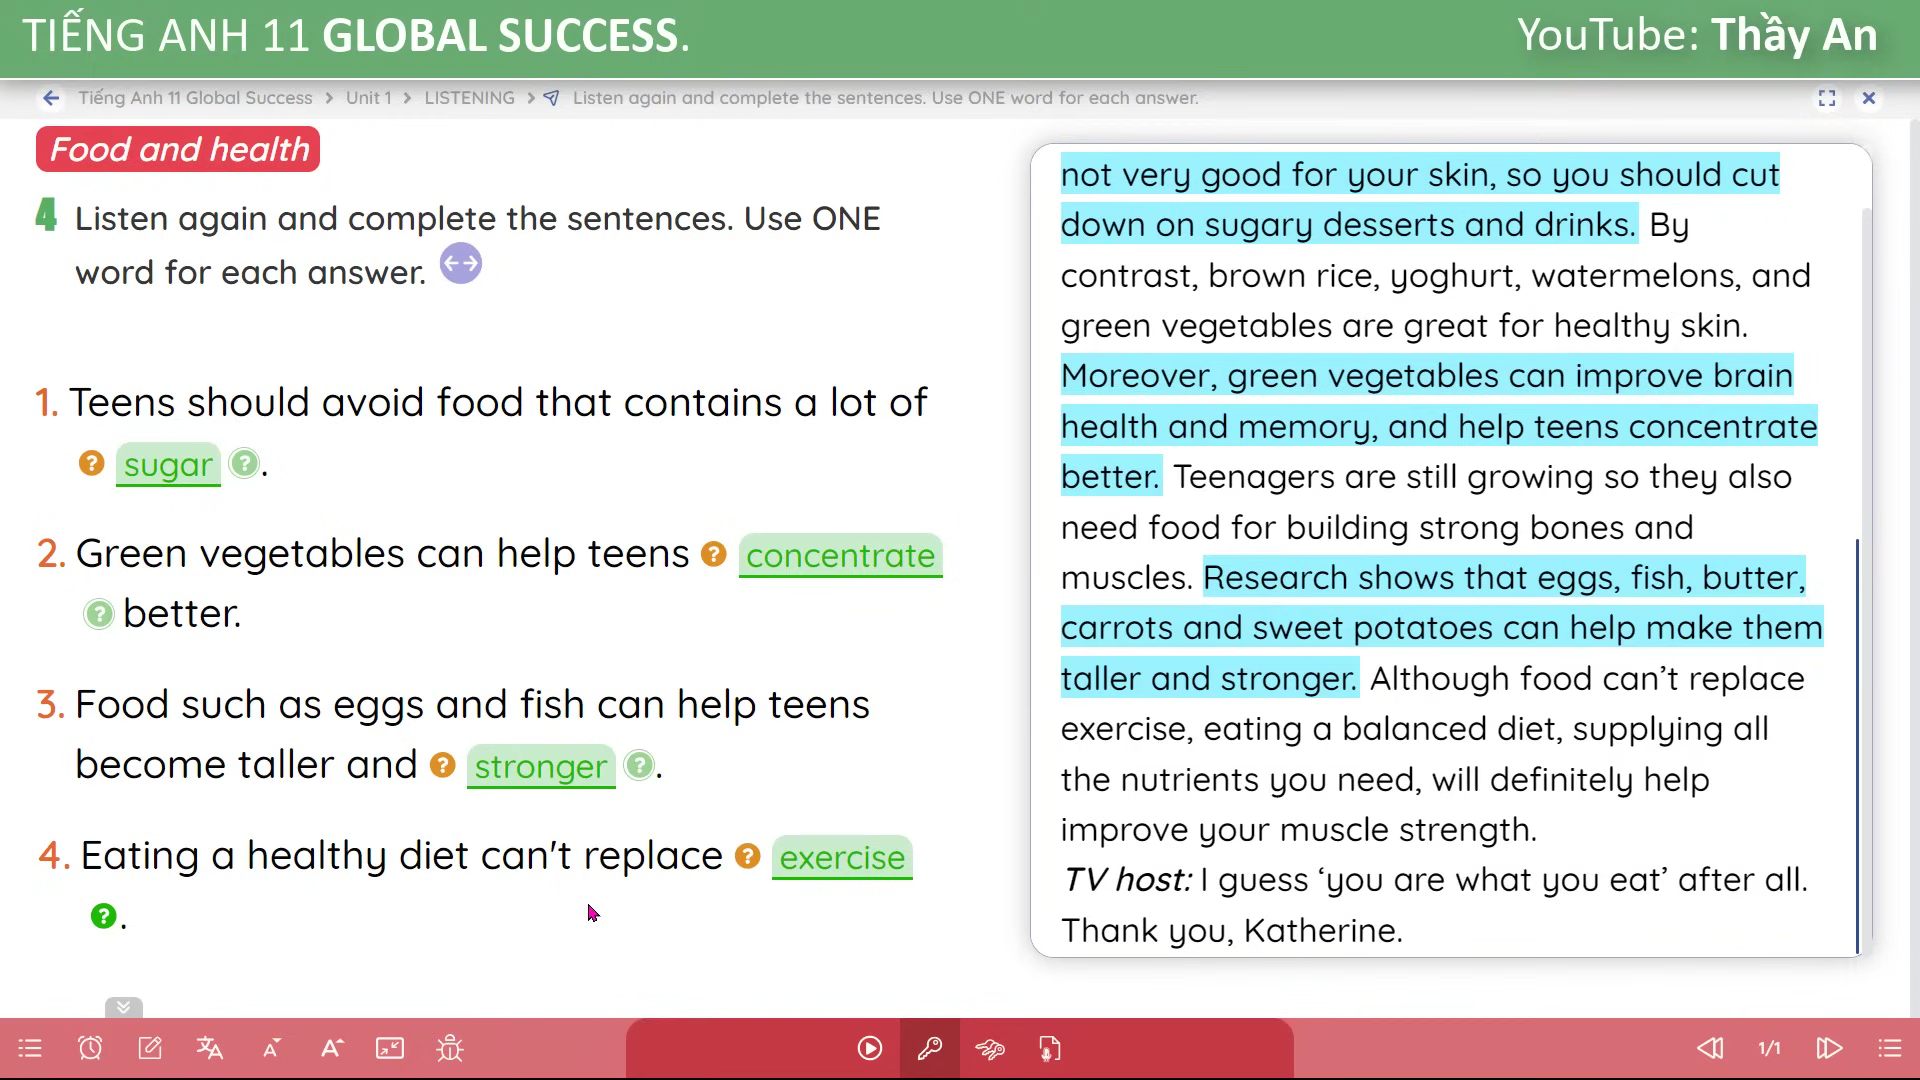 TIẾNG ANH 11 GLOBAL SUCCESS.
YouTube: Thầy An
Tiếng Anh 11 Global Success > Unit 1 > LISTENING > Listen again and complete the sentences. Use ONE word for each answer.
Food and health
4 Listen again and complete the sentences. Use ONE
word for each answer.
1. Teens should avoid food that contains a lot of
? sugar ?.
2. Green vegetables can help teens ? concentrate
? better.
3. Food such as eggs and fish can help teens
become taller and ? stronger ?.
4. Eating a healthy diet can't replace ? exercise
?.
not very good for your skin, so you should cut
down on sugary desserts and drinks. By
contrast, brown rice, yoghurt, watermelons, and
green vegetables are great for healthy skin.
Moreover, green vegetables can improve brain
health and memory, and help teens concentrate
better. Teenagers are still growing so they also
need food for building strong bones and
muscles. Research shows that eggs, fish, butter,
carrots and sweet potatoes can help make them
taller and stronger. Although food can’t replace
exercise, eating a balanced diet, supplying all
the nutrients you need, will definitely help
improve your muscle strength.
TV host: I guess ‘you are what you eat’ after all.
Thank you, Katherine.
1/1